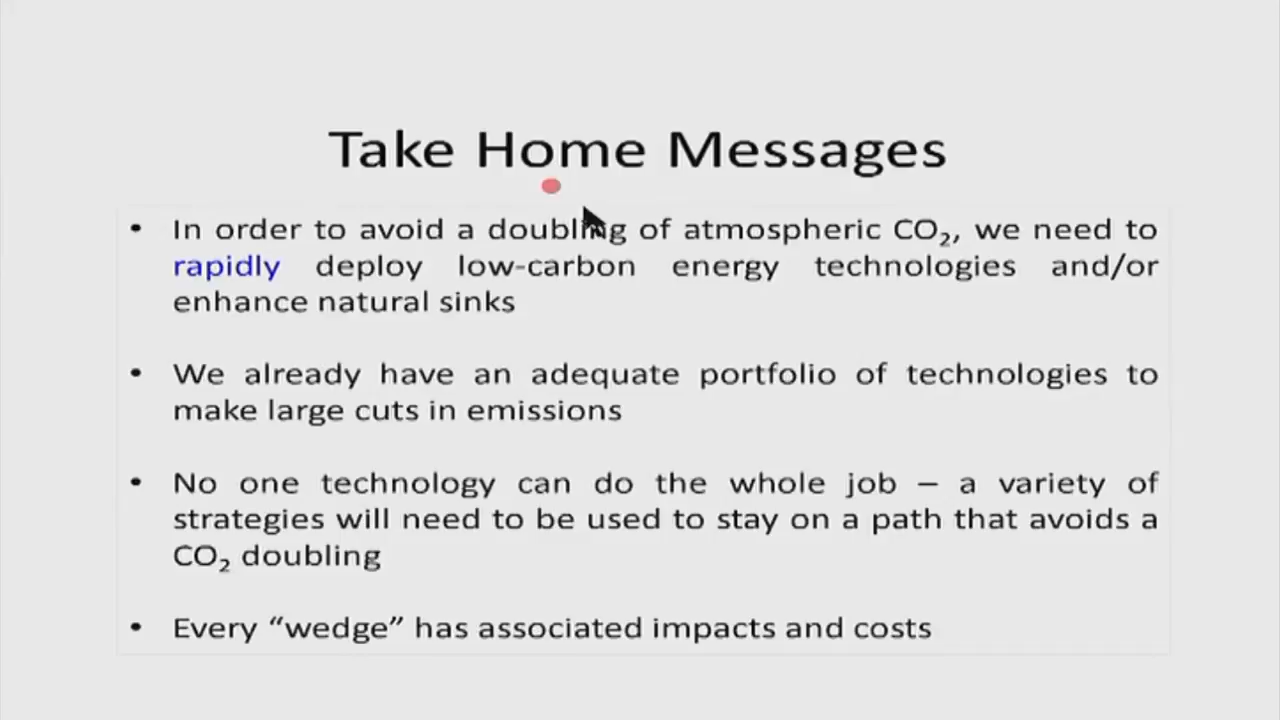 Take Home Messages
• In order to avoid a doubling of atmospheric CO₂, we need to
rapidly deploy low-carbon energy technologies and/or
enhance natural sinks
• We already have an adequate portfolio of technologies to
make large cuts in emissions
• No one technology can do the whole job – a variety of
strategies will need to be used to stay on a path that avoids a
CO₂ doubling
• Every “wedge” has associated impacts and costs